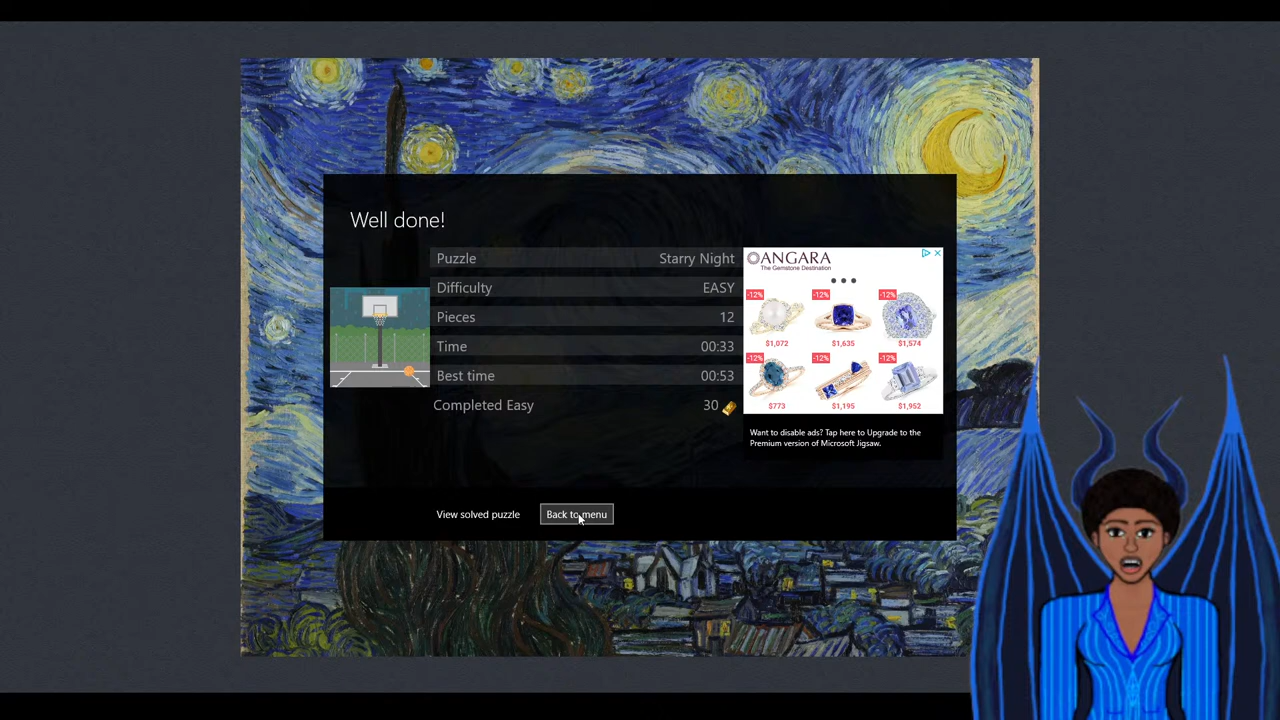 Well done!
Puzzle Starry Night
Difficulty EASY
Pieces 12
Time 00:33
Best time 00:53
Completed Easy 30
ANGARA
The Gemstone Destination
-12% -12% -12%
$1,072 $1,635 $1,574
-12% -12% -12%
$773 $1,195 $1,952
Want to disable ads? Tap here to Upgrade to the
Premium version of Microsoft Jigsaw.
View solved puzzle Back to menu